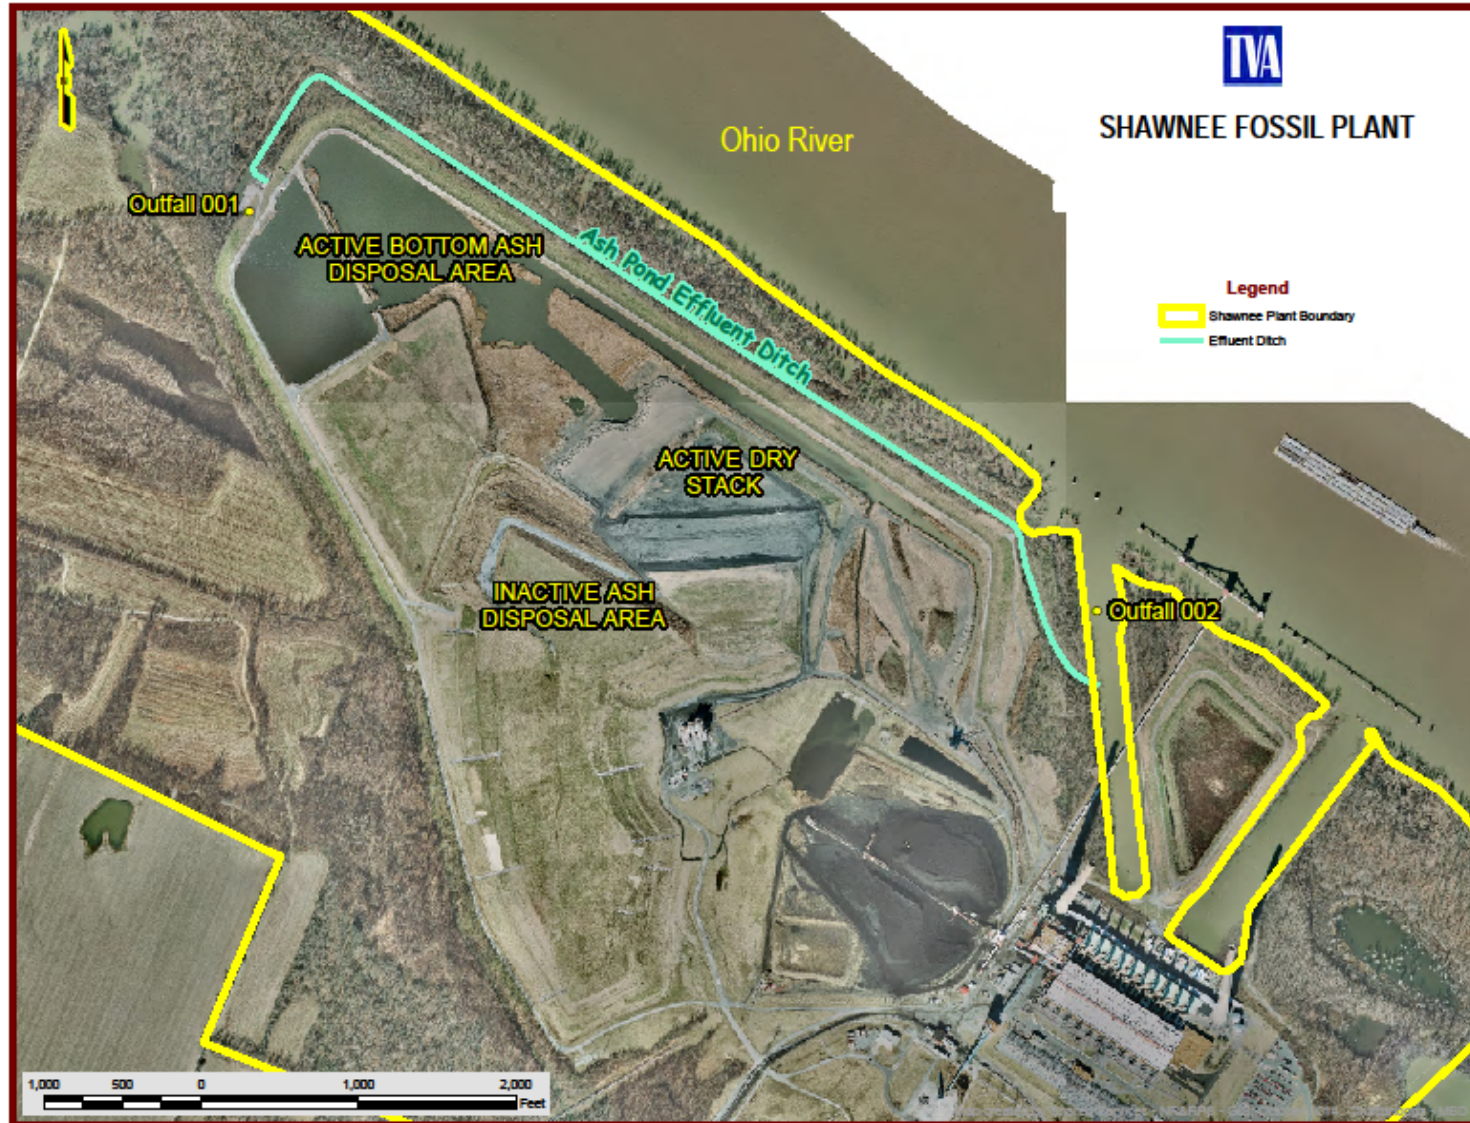 TVA
SHAWNEE FOSSIL PLANT
Ohio River
Legend
Shawnee Plant Boundary
Effluent Ditch
Outfall 001
ACTIVE BOTTOM ASH
DISPOSAL AREA
Ash Pond Effluent Ditch
ACTIVE DRY
STACK
INACTIVE ASH
DISPOSAL AREA
Outfall 002
1,000 500 0 1,000 2,000
Feet